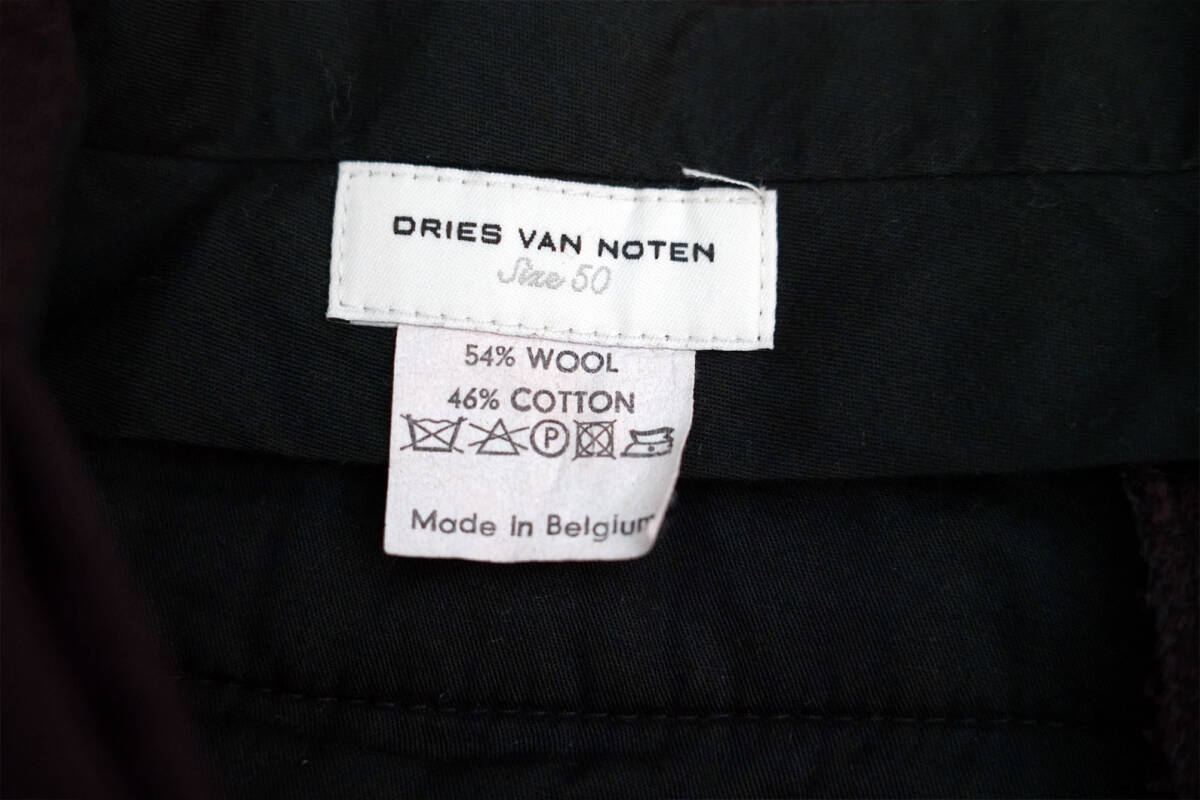 DRIES VAN NOTEN
Size 50
54% WOOL
46% COTTON
P
Made in Belgium